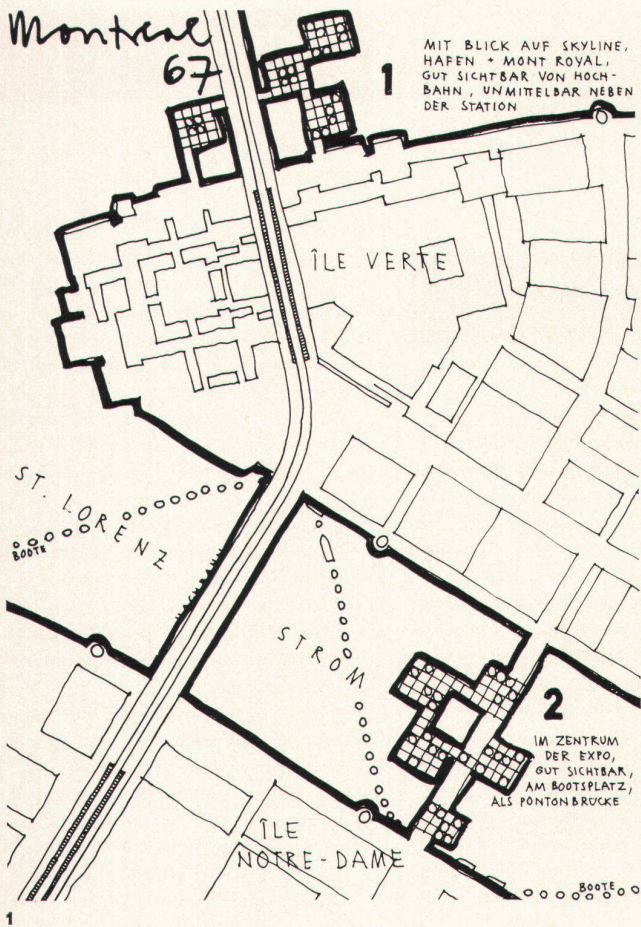 Montreal
67
1
MIT BLICK AUF SKYLINE,
HAFEN + MONT ROYAL,
GUT SICHTBAR VON HOCH-
BAHN, UNMITTELBAR NEBEN
DER STATION
ÎLE VERTE
ST. LORENZ
BOOTE
STROM
2
IM ZENTRUM
DER EXPO,
GUT SICHTBAR,
AM BOOTSPLATZ,
ALS PONTONBRÜCKE
ÎLE
NOTRE-DAME
BOOTE
1